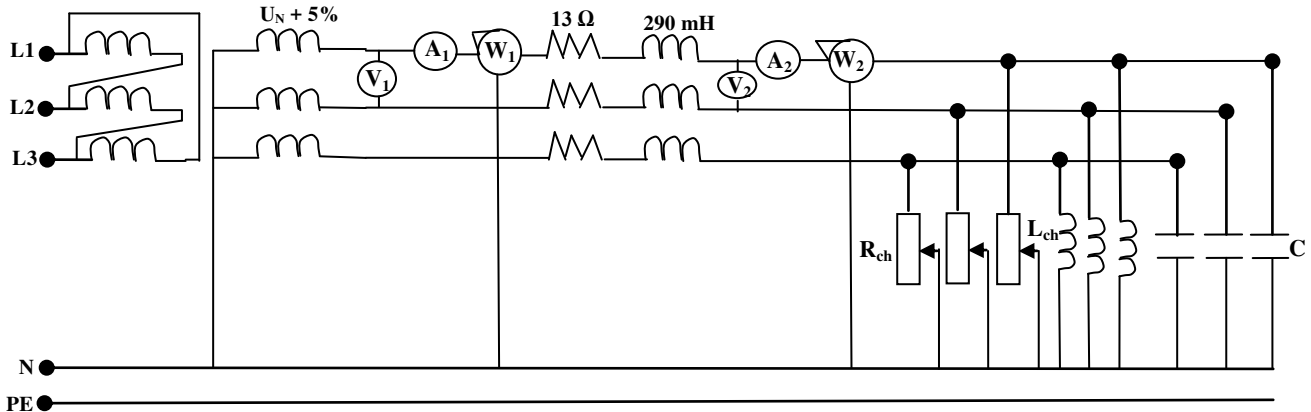 U_N + 5%
13 Ω
290 mH
L1
A₁
W₁
A₂
W₂
V₁
V₂
L2
L3
R_ch
L_ch
C
N
PE